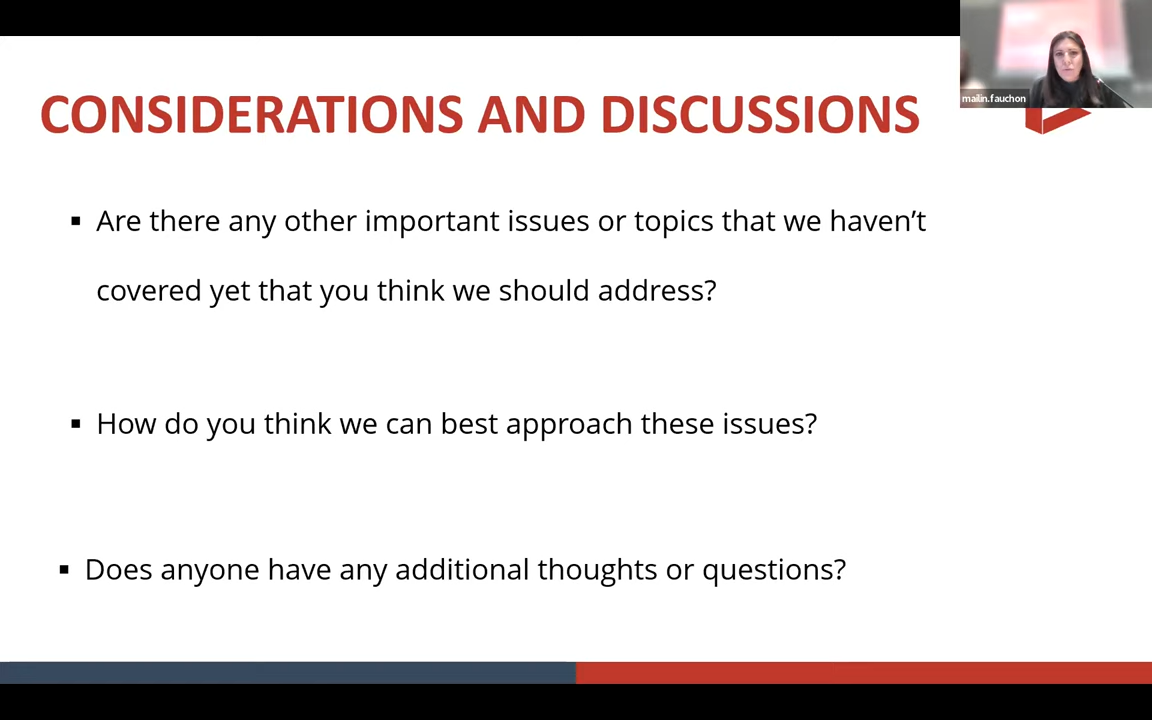 mailin.fauchon
CONSIDERATIONS AND DISCUSSIONS
▪ Are there any other important issues or topics that we haven’t
covered yet that you think we should address?
▪ How do you think we can best approach these issues?
▪ Does anyone have any additional thoughts or questions?